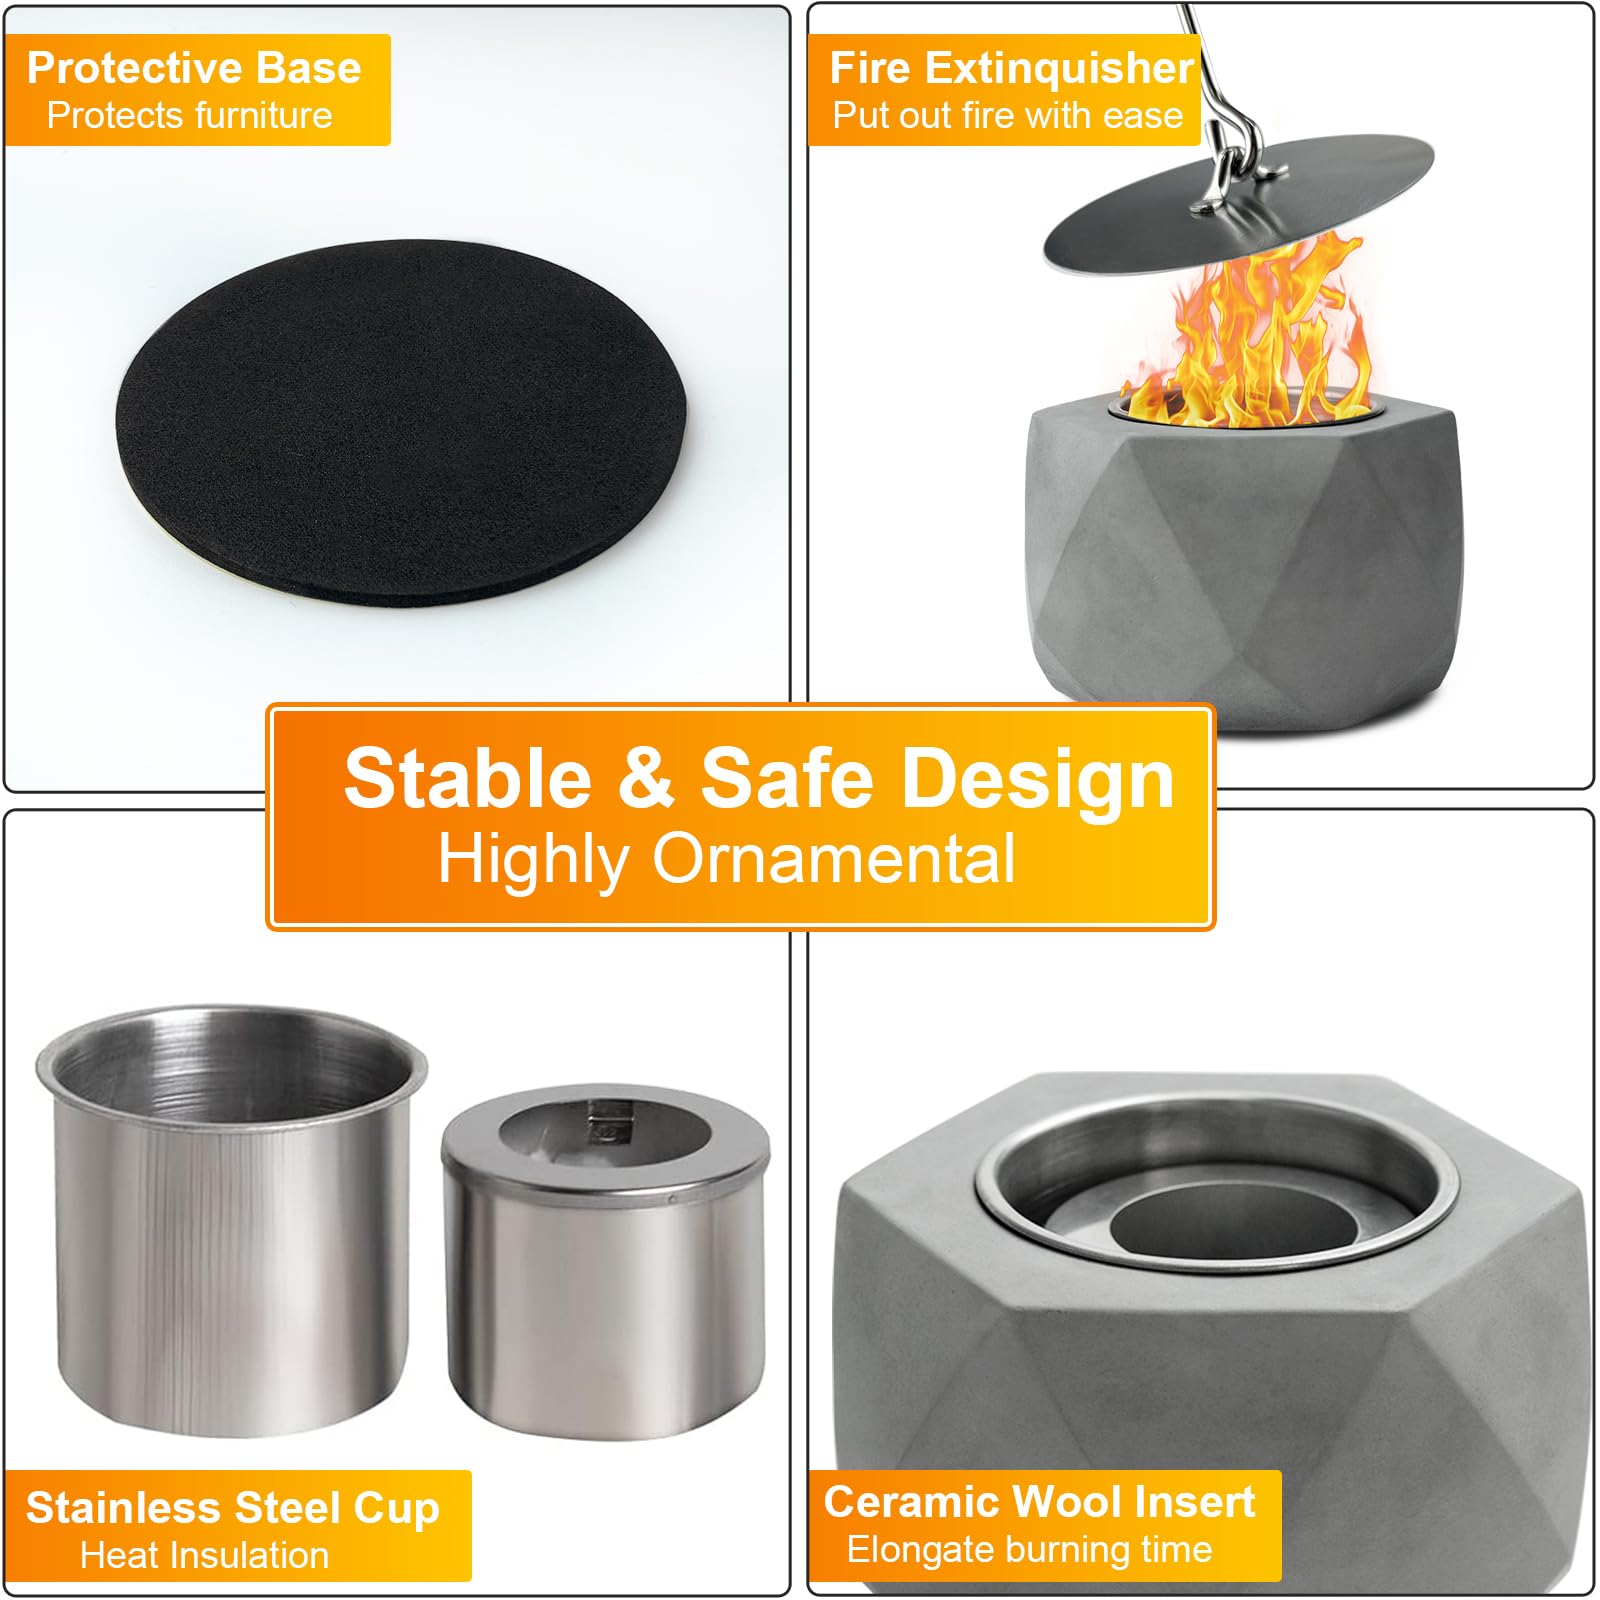 Protective Base
Protects furniture
Fire Extinquisher
Put out fire with ease
Stable & Safe Design
Highly Ornamental
Stainless Steel Cup
Heat Insulation
Ceramic Wool Insert
Elongate burning time